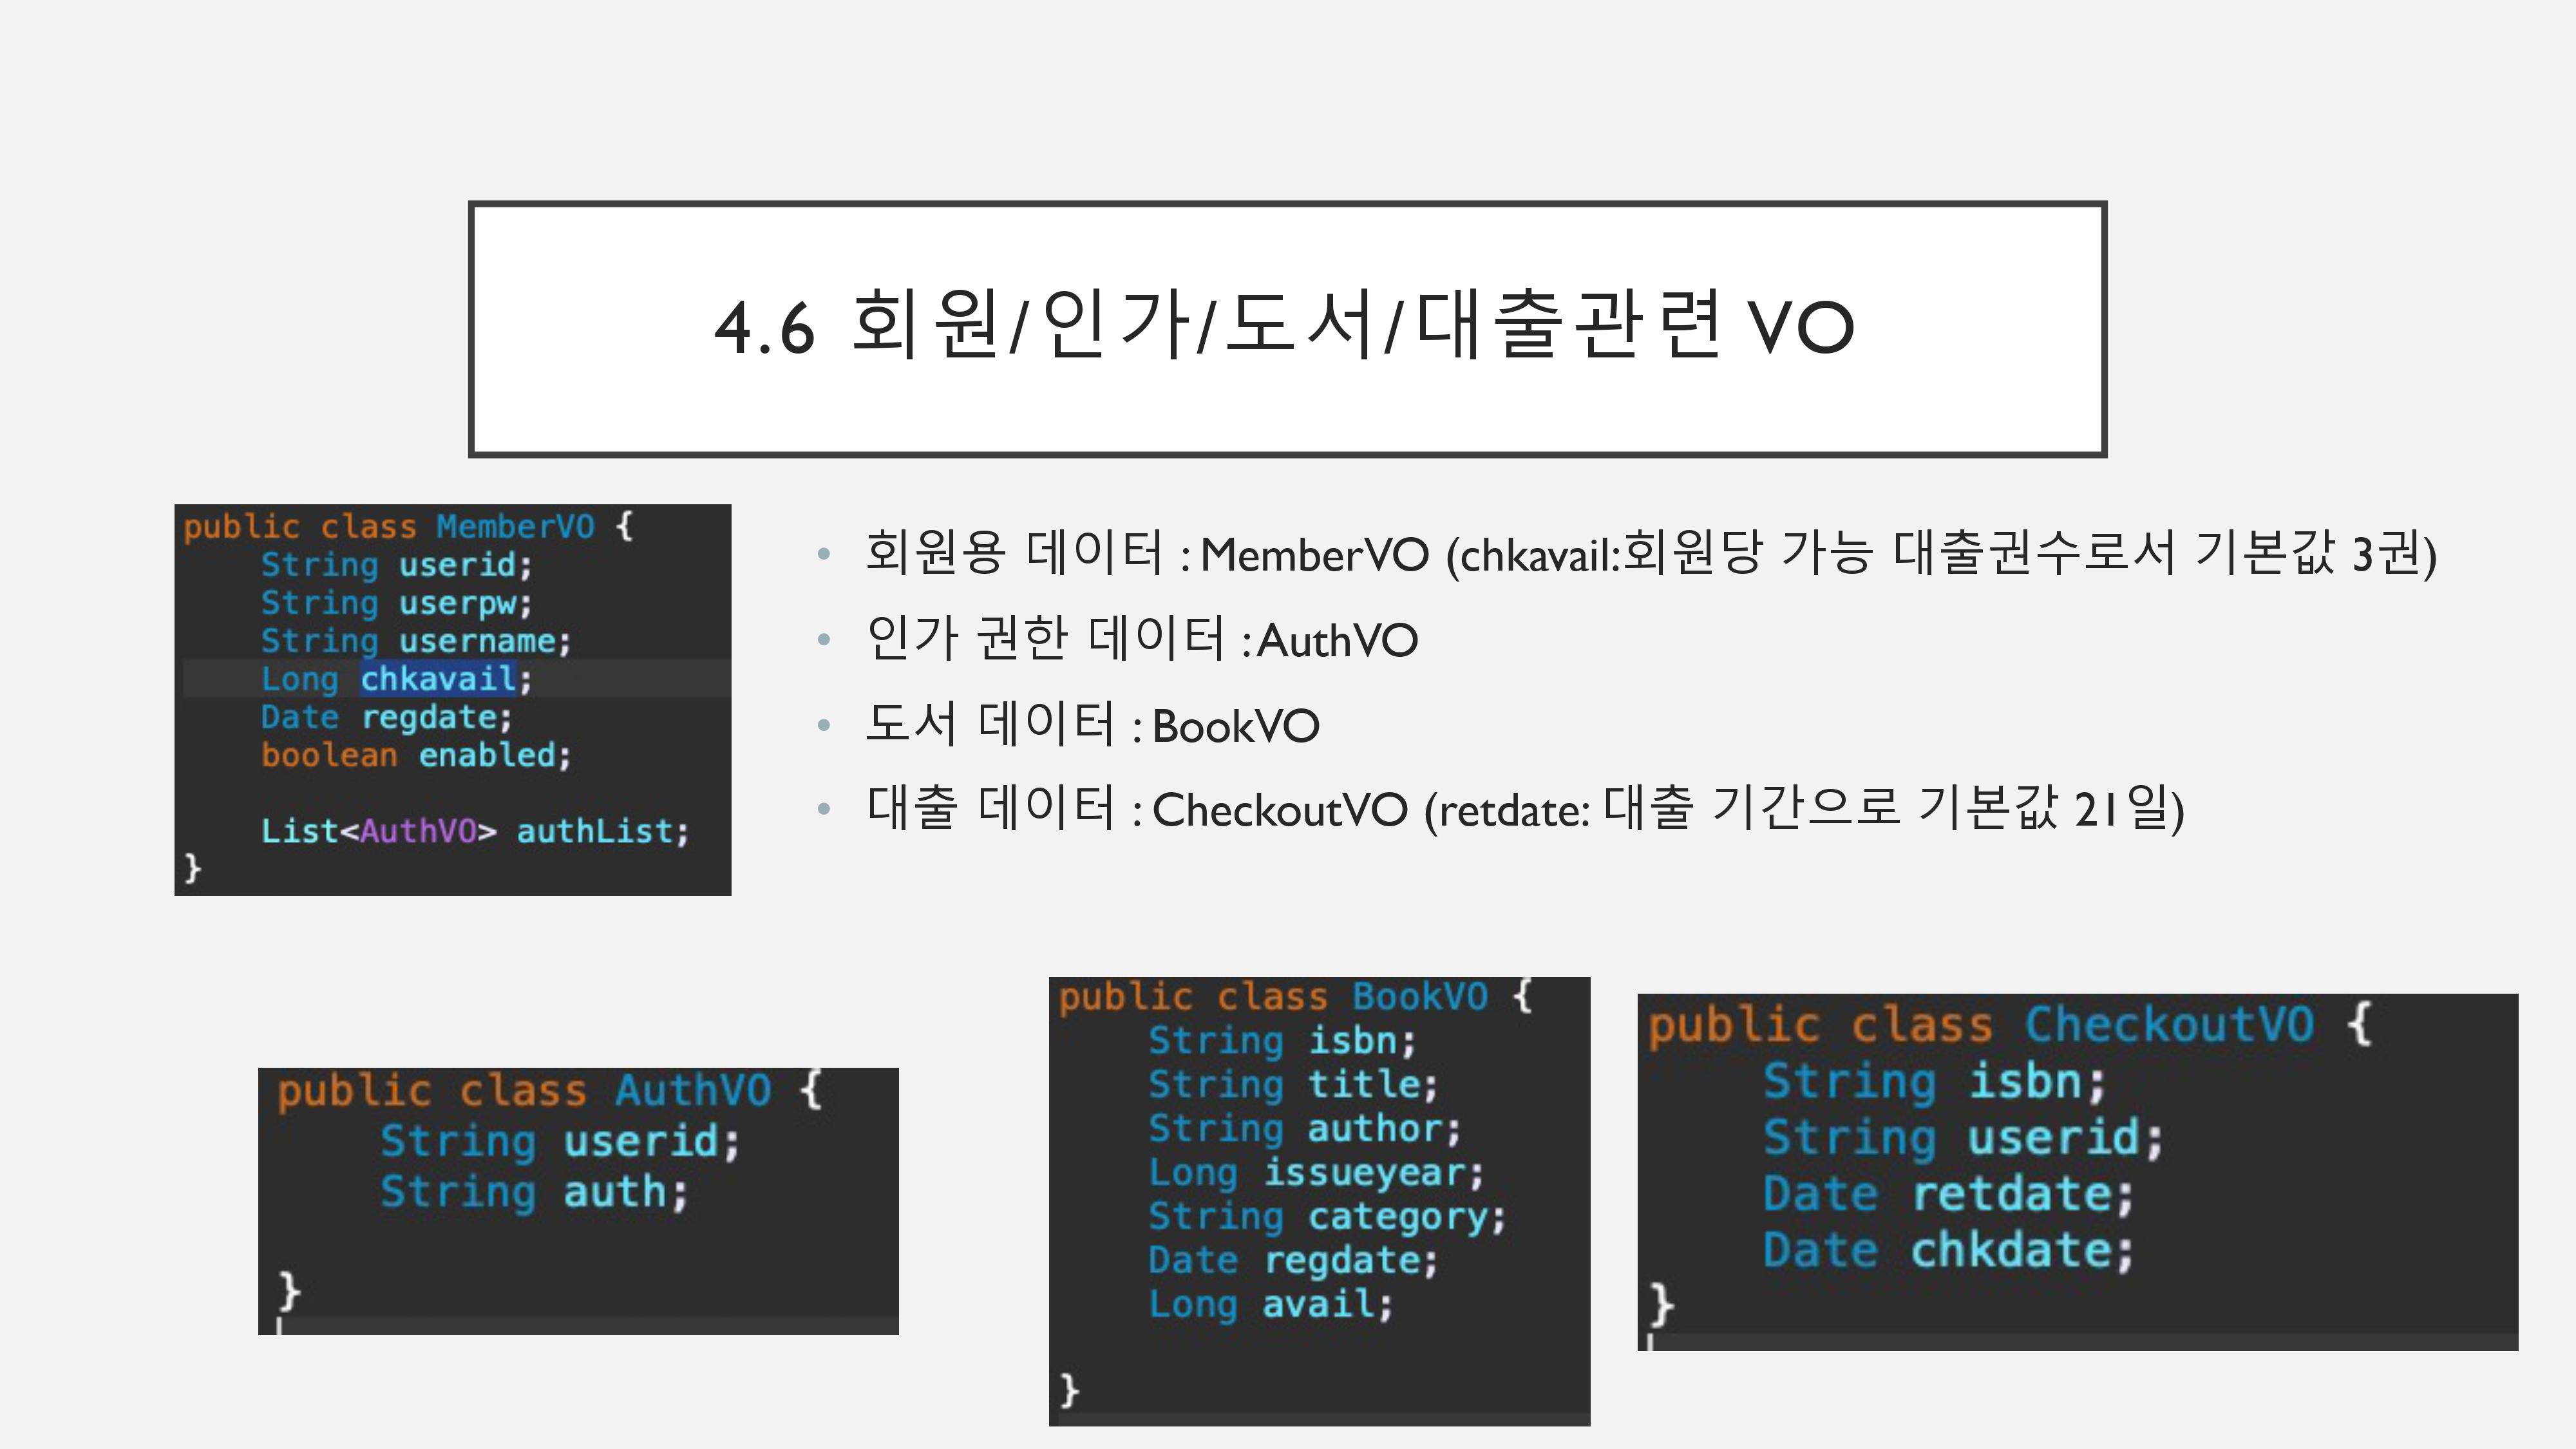 4.6 회원/인가/도서/대출관련 VO
public class MemberVO {
String userid;
String userpw;
String username;
Long chkavail;
Date regdate;
boolean enabled;
List<AuthVO> authList;
}
• 회원용 데이터 : MemberVO (chkavail:회원당 가능 대출권수로서 기본값 3권)
• 인가 권한 데이터 : AuthVO
• 도서 데이터 : BookVO
• 대출 데이터 : CheckoutVO (retdate: 대출 기간으로 기본값 21일)
public class AuthVO {
String userid;
String auth;
}
public class BookVO {
String isbn;
String title;
String author;
Long issueyear;
String category;
Date regdate;
Long avail;
}
public class CheckoutVO {
String isbn;
String userid;
Date retdate;
Date chkdate;
}